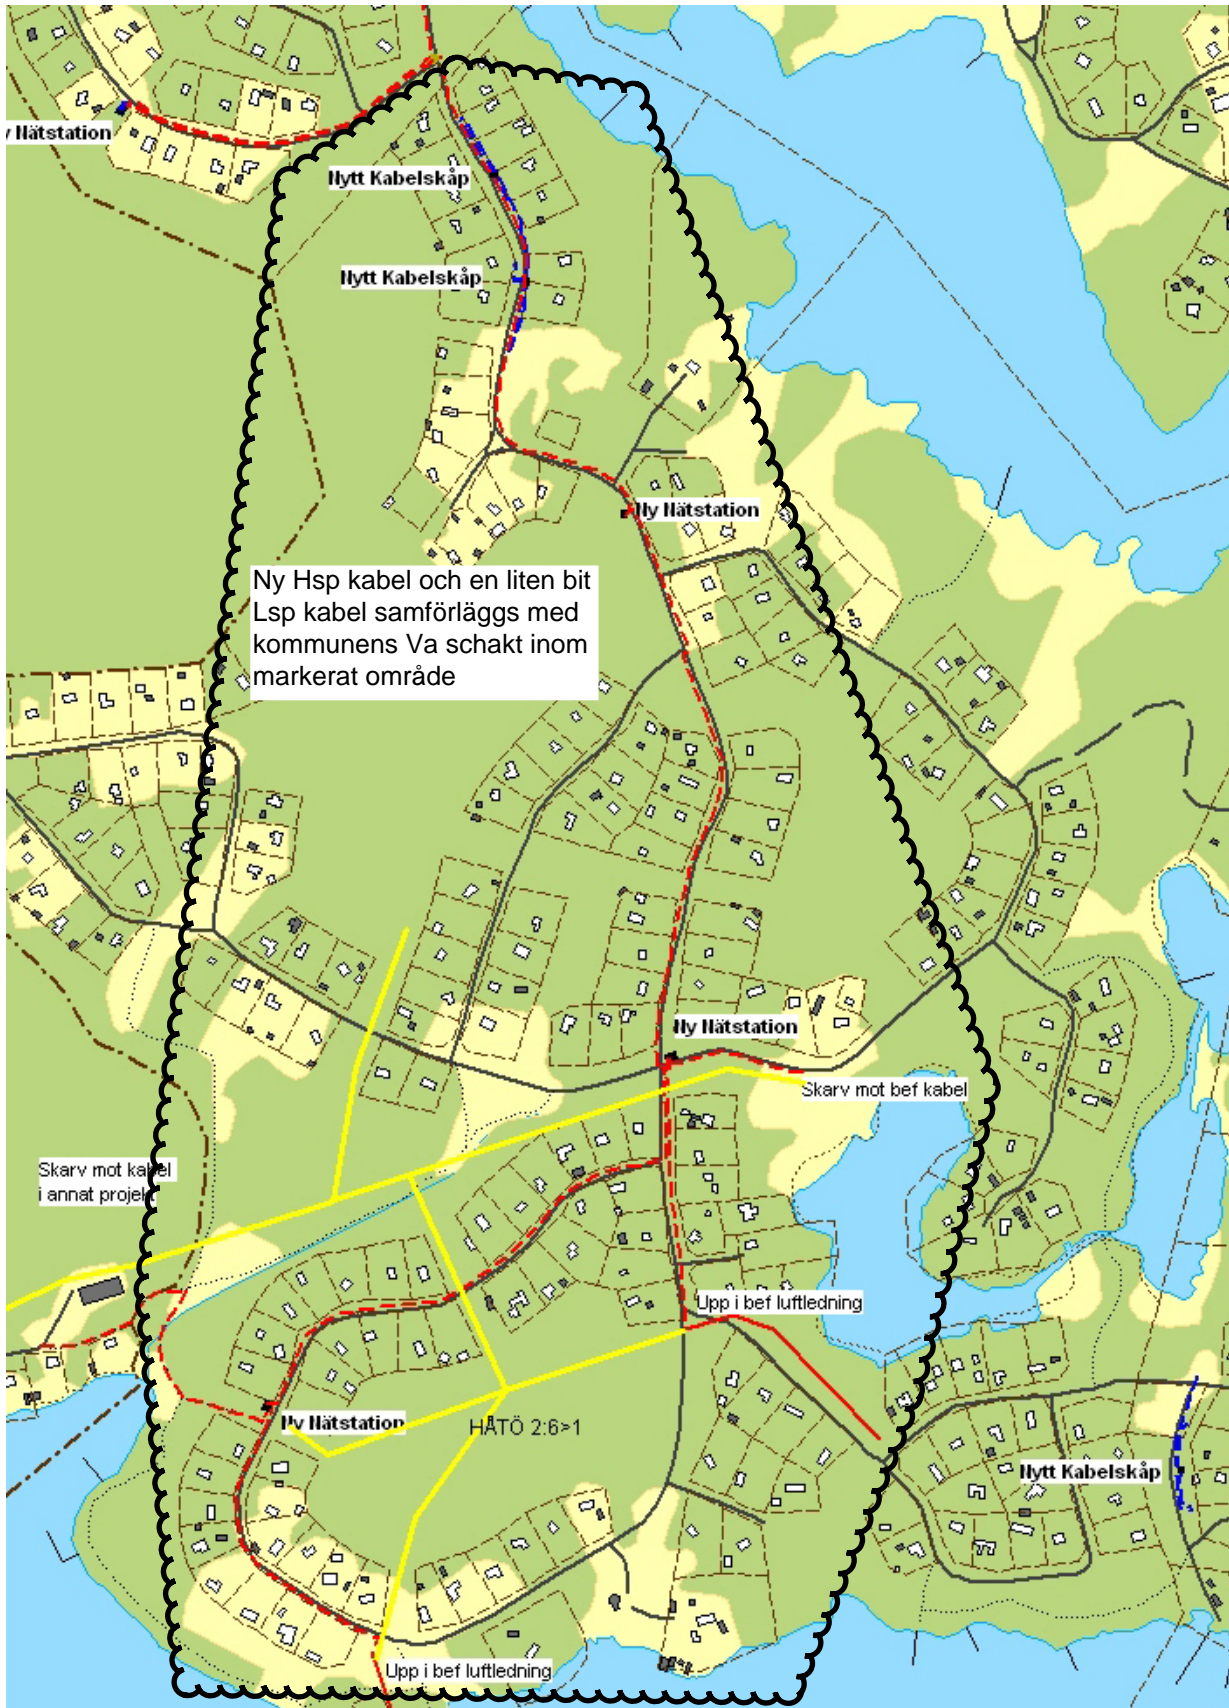 y Nätstation
Nytt Kabelskåp
Nytt Kabelskåp
Ny Nätstation
Ny Hsp kabel och en liten bit
Lsp kabel samförläggs med
kommunens Va schakt inom
markerat område
Ny Nätstation
Skarv mot bef kabel
Skarv mot kabel
i annat projekt
Upp i bef luftledning
Ny Nätstation
HÅTÖ 2:6>1
Nytt Kabelskåp
Upp i bef luftledning